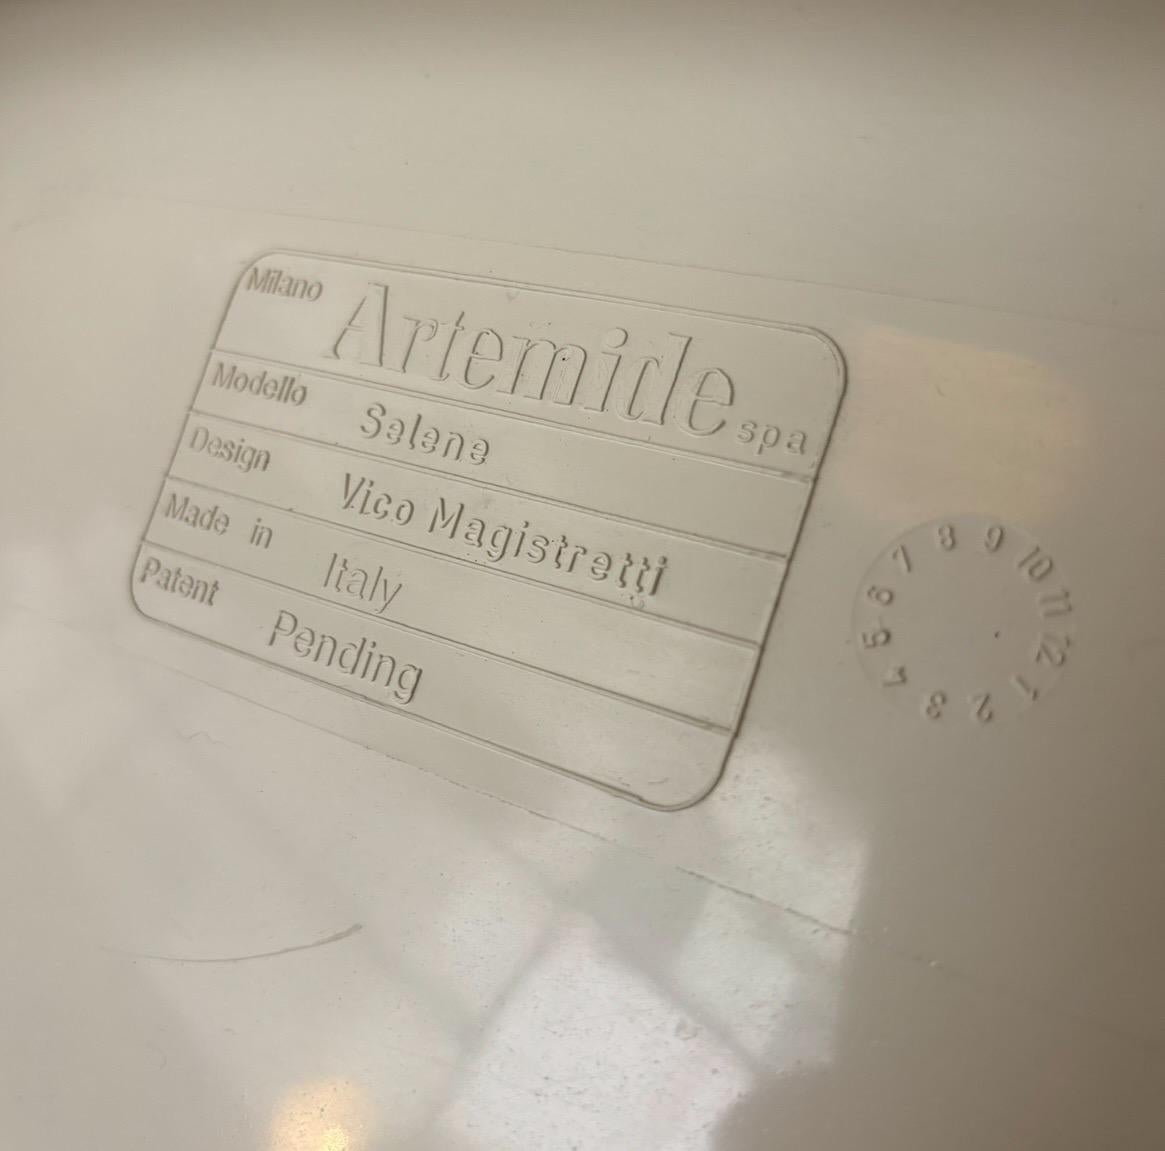 Milano Artemide spa
Modello Selene
Design Vico Magistretti
Made in Italy
Patent Pending
1 2 3 4 5 6 7 8 9 10 11 12